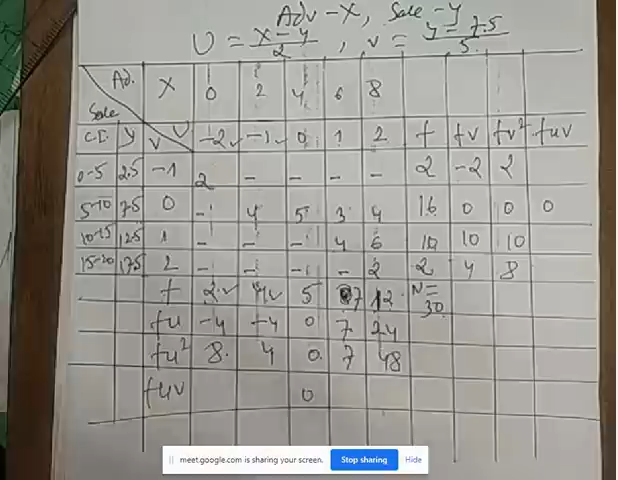 Adv - X, Sale - y
U = x - 4 / 2 , v = y - 7.5 / 5
Ad. X 0 2 4 6 8
Sale
C.I. y v U -2 -1 0 1 2 f fv fv² fuv
0-5 2.5 -1 2 - - - - 2 -2 2
5-10 7.5 0 - 4 5 3 4 16 0 0 0
10-15 12.5 1 - - - 4 6 10 10 10
15-20 17.5 2 - - - - 2 2 4 8
f 2 4 5 7 12 N = 30
fu -4 -4 0 7 24
fu² 8 4 0 7 48
fuv 0
meet.google.com is sharing your screen. Stop sharing Hide